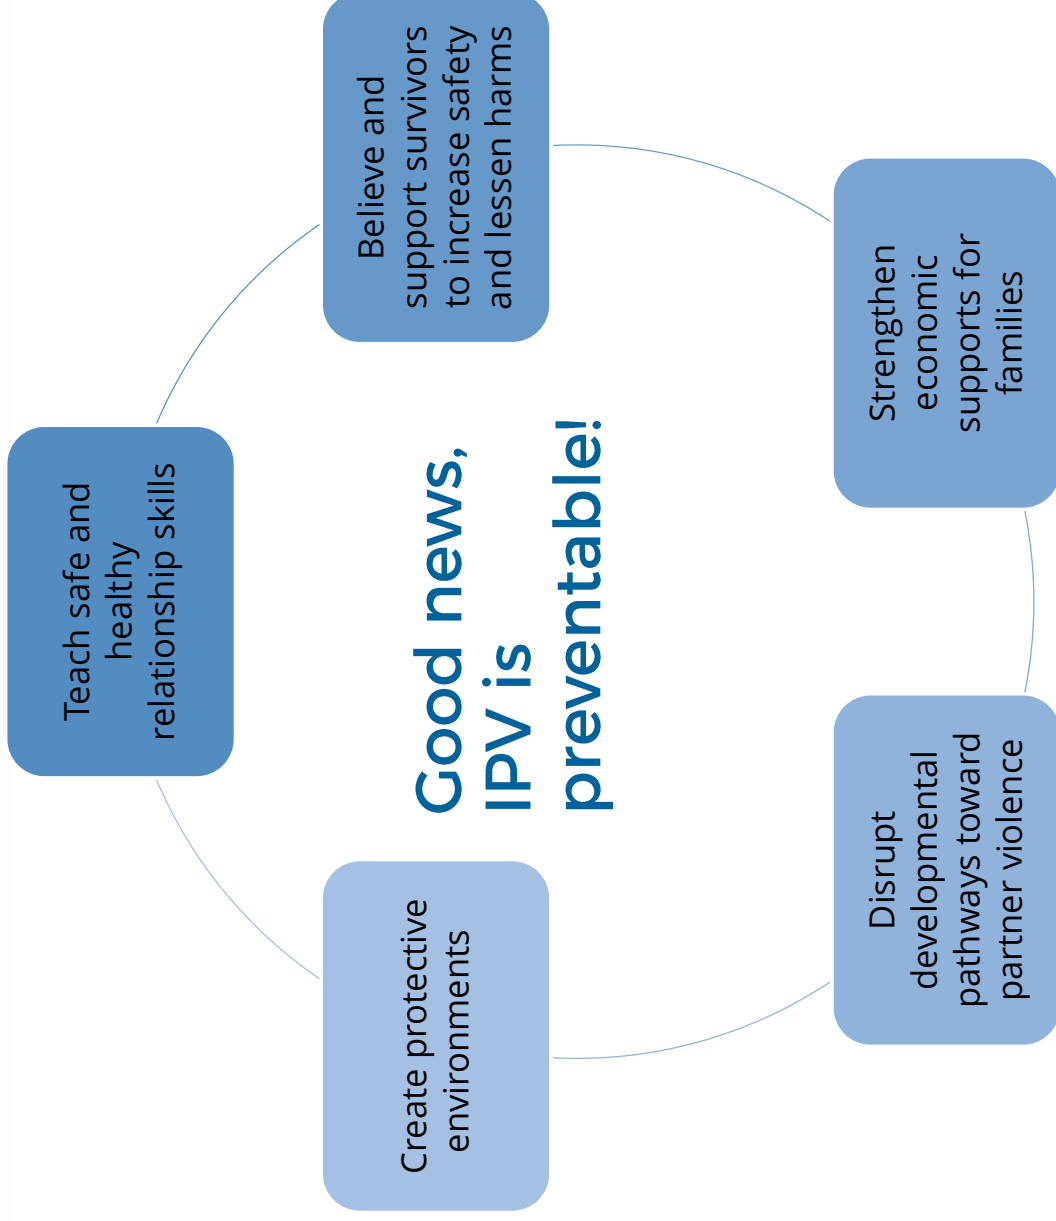 Good news,
IPV is
preventable!
Teach safe and
healthy
relationship skills
Believe and
support survivors
to increase safety
and lessen harms
Strengthen
economic
supports for
families
Disrupt
developmental
pathways toward
partner violence
Create protective
environments